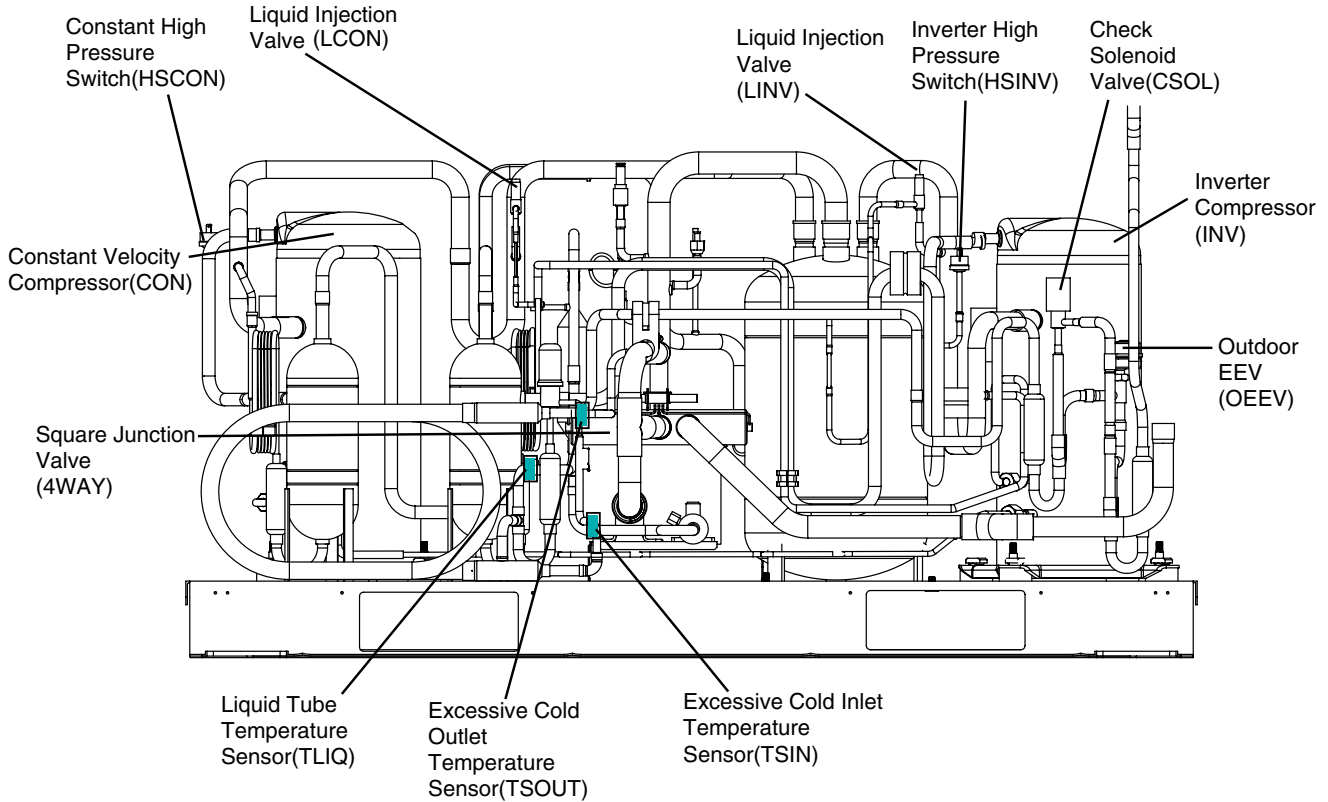 Constant High
Pressure
Switch(HSCON)
Liquid Injection
Valve (LCON)
Liquid Injection
Valve
(LINV)
Inverter High
Pressure
Switch(HSINV)
Check
Solenoid
Valve(CSOL)
Inverter
Compressor
(INV)
Constant Velocity
Compressor(CON)
Outdoor
EEV
(OEEV)
Square Junction
Valve
(4WAY)
Liquid Tube
Temperature
Sensor(TLIQ)
Excessive Cold
Outlet
Temperature
Sensor(TSOUT)
Excessive Cold Inlet
Temperature
Sensor(TSIN)